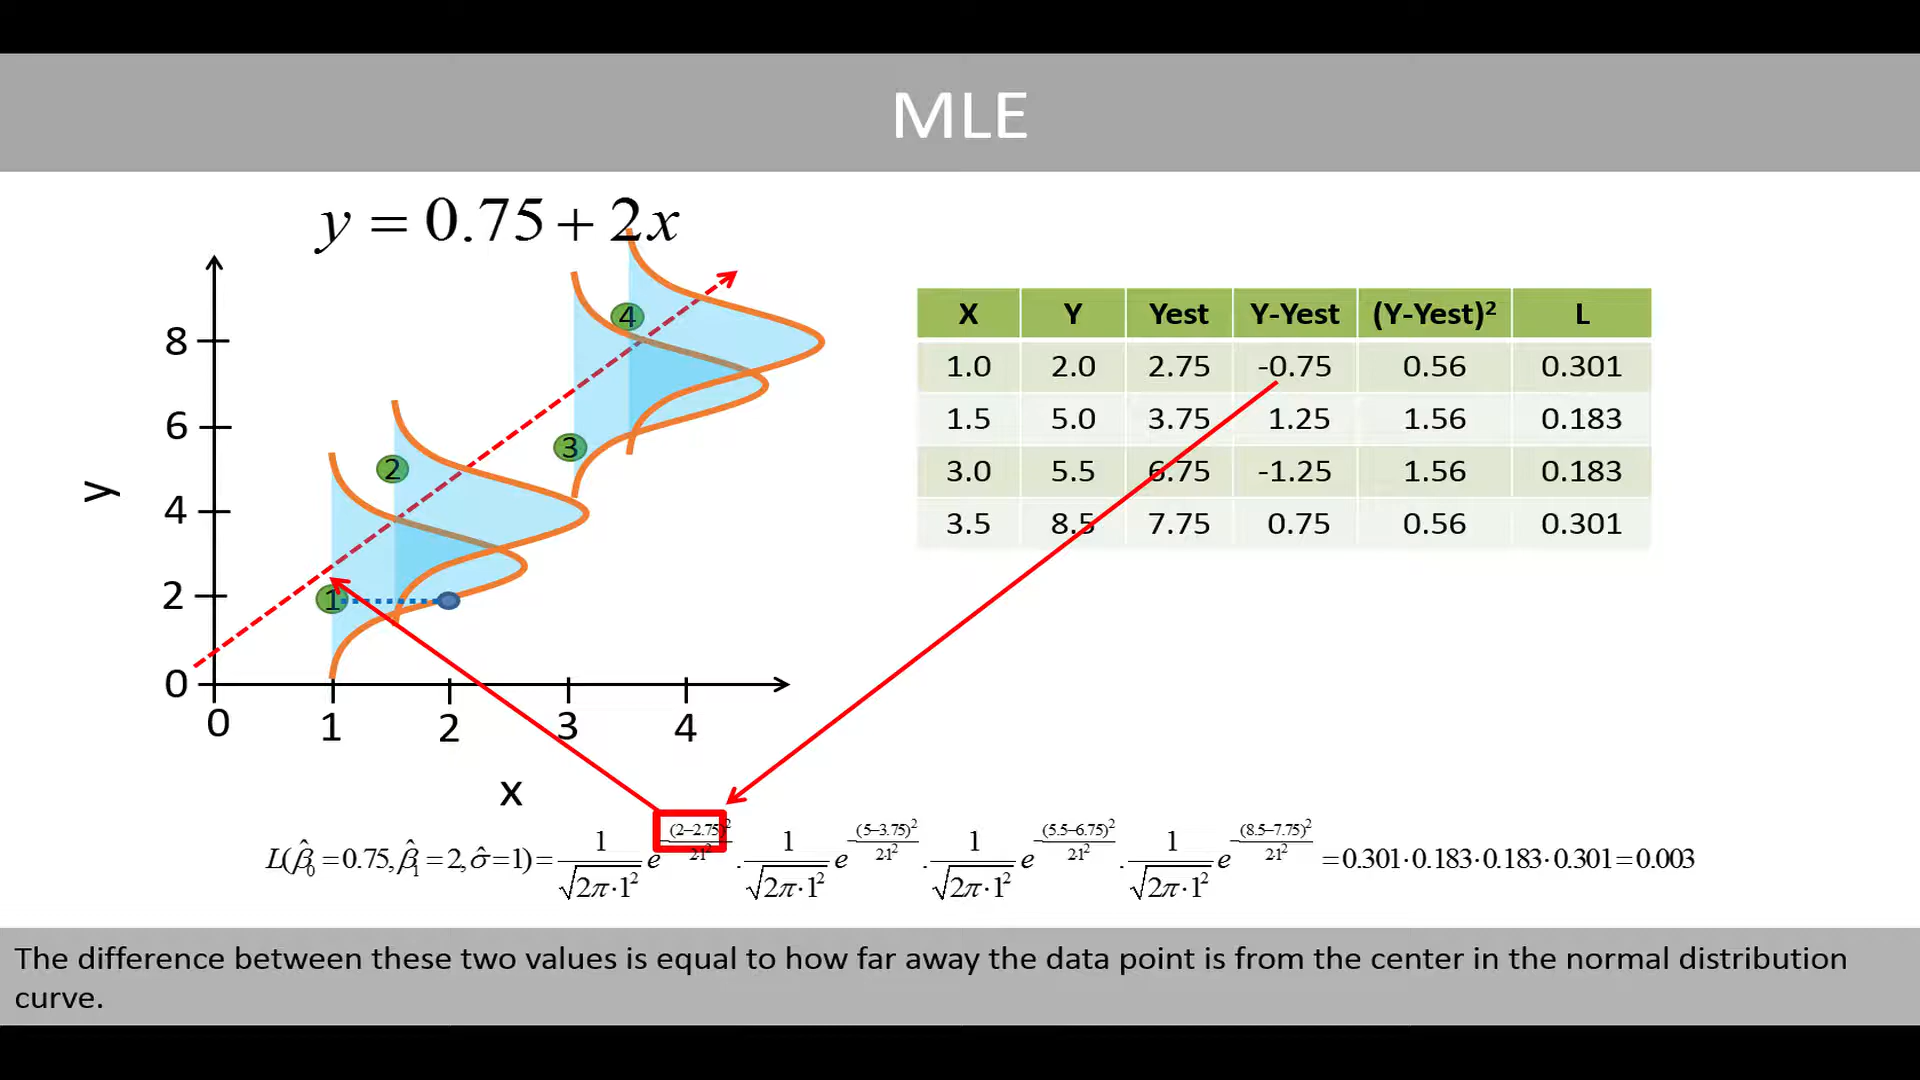 MLE
y = 0.75 + 2x
y
8
6
4
2
0
0 1 2 3 4
x
1
2
3
4
X Y Yest Y-Yest (Y-Yest)² L
1.0 2.0 2.75 -0.75 0.56 0.301
1.5 5.0 3.75 1.25 1.56 0.183
3.0 5.5 6.75 -1.25 1.56 0.183
3.5 8.5 7.75 0.75 0.56 0.301
L(β̂₀ = 0.75, β̂₁ = 2, σ̂ = 1) = 1/√(2π·1²) e^(-(2-2.75)²/(2·1²)) · 1/√(2π·1²) e^(-(5-3.75)²/(2·1²)) · 1/√(2π·1²) e^(-(5.5-6.75)²/(2·1²)) · 1/√(2π·1²) e^(-(8.5-7.75)²/(2·1²)) = 0.301·0.183·0.183·0.301 = 0.003
The difference between these two values is equal to how far away the data point is from the center in the normal distribution
curve.